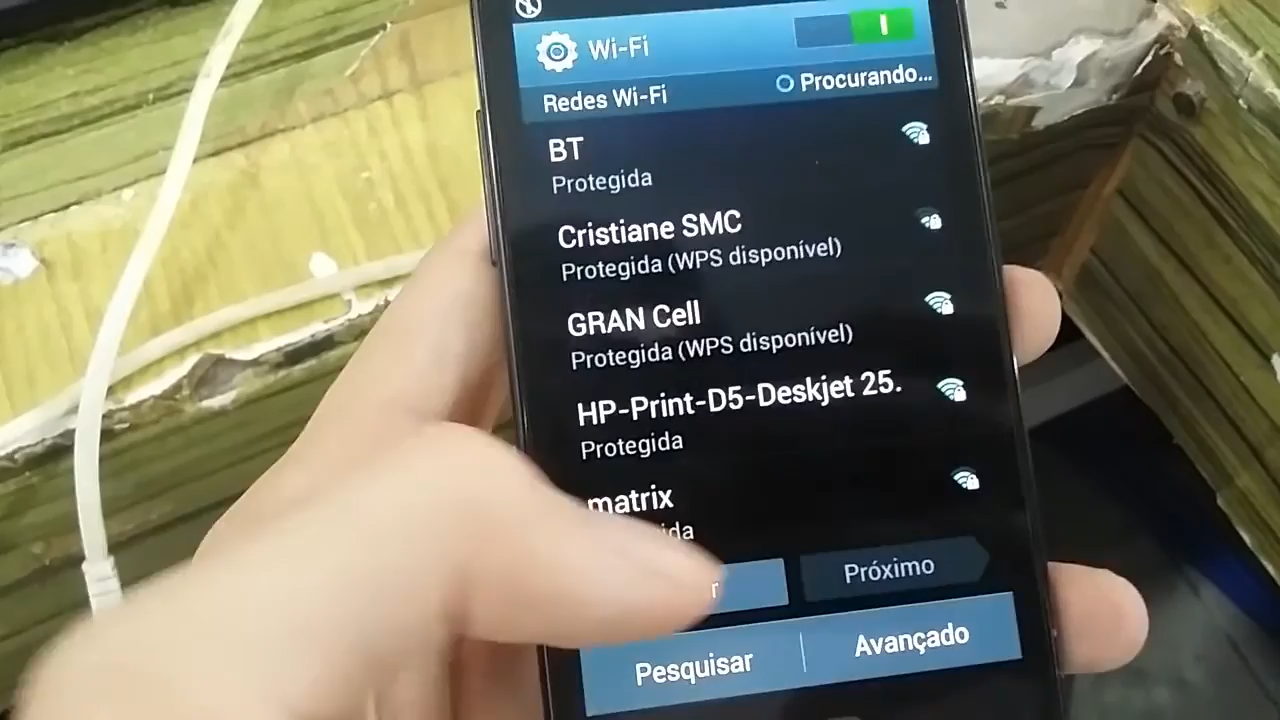 Wi-Fi
Redes Wi-Fi
Procurando...
BT
Protegida
Cristiane SMC
Protegida (WPS disponível)
GRAN Cell
Protegida (WPS disponível)
HP-Print-D5-Deskjet 25.
Protegida
matrix
Próximo
Pesquisar
Avançado